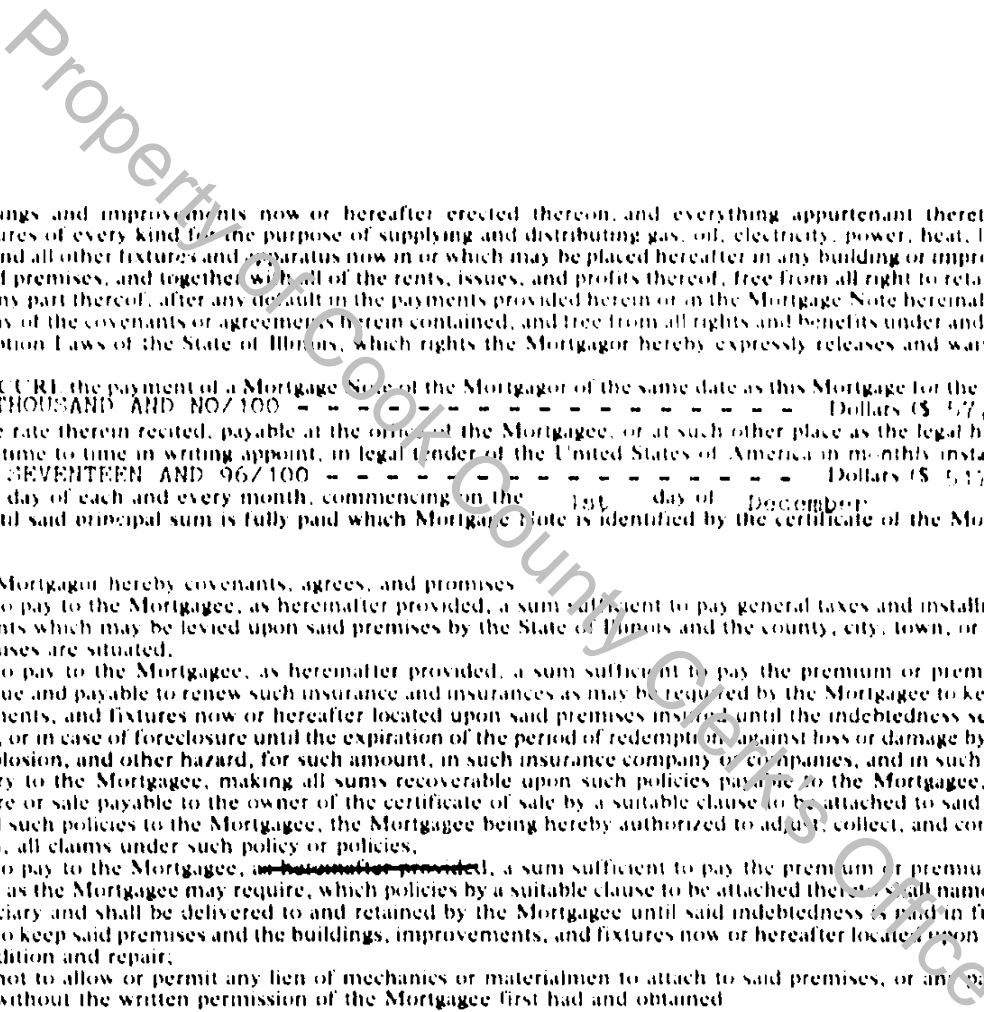 Property of Cook County Clerk's Office
ings and improvements now or hereafter erected thereon, and everything appurtenant theret
ures of every kind for the purpose of supplying and distributing gas, oil, electricity, power, heat, l
nd all other fixtures and apparatus now in or which may be placed hereafter in any building or impro
d premises, and together with all of the rents, issues, and profits thereof, free from all right to reta
ny part thereof, after any default in the payments provided herein or in the Mortgage Note hereinaf
ny of the covenants or agreements herein contained, and free from all rights and benefits under and
ption Laws of the State of Illinois, which rights the Mortgagor hereby expressly releases and wai
CURE the payment of a Mortgage Note of the Mortgagor of the same date as this Mortgage for the
THOUSAND AND NO/100 - - - - - - - - - - - - - - - - - Dollars ($ 57,
e rate therein recited, payable at the office of the Mortgagee, or at such other place as the legal h
time to time in writing appoint, in legal tender of the United States of America in monthly insta
SEVENTEEN AND 96/100 - - - - - - - - - - - - - - - - Dollars ($ 517
day of each and every month, commencing on the 1st day of December
til said principal sum is fully paid which Mortgage Note is identified by the certificate of the Mo
Mortgagor hereby covenants, agrees, and promises
o pay to the Mortgagee, as hereinafter provided, a sum sufficient to pay general taxes and installm
nts which may be levied upon said premises by the State of Illinois and the county, city, town, or
uises are situated.
o pay to the Mortgagee, as hereinafter provided, a sum sufficient to pay the premium or prem
ue and payable to renew such insurance and insurances as may be required by the Mortgagee to ke
ments, and fixtures now or hereafter located upon said premises insured until the indebtedness se
, or in case of foreclosure until the expiration of the period of redemption, against loss or damage by
plosion, and other hazard, for such amount, in such insurance company or companies, and in such
ry to the Mortgagee, making all sums recoverable upon such policies payable to the Mortgagee,
re or sale payable to the owner of the certificate of sale by a suitable clause to be attached to said
l such policies to the Mortgagee, the Mortgagee being hereby authorized to adjust, collect, and com
, all claims under such policy or policies,
o pay to the Mortgagee, as hereinafter provided, a sum sufficient to pay the premium or premiu
as the Mortgagee may require, which policies by a suitable clause to be attached thereto shall name
ciary and shall be delivered to and retained by the Mortgagee until said indebtedness is paid in fu
o keep said premises and the buildings, improvements, and fixtures now or hereafter located upon
dition and repair;
not to allow or permit any lien of mechanics or materialmen to attach to said premises, or any pa
without the written permission of the Mortgagee first had and obtained